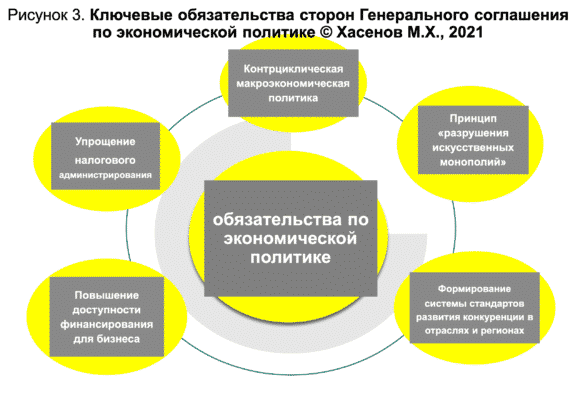 Рисунок 3. Ключевые обязательства сторон Генерального соглашения
по экономической политике © Хасенов М.Х., 2021
Контрциклическая
макроэкономическая
политика
Принцип
«разрушения
искусственных
монополий»
Упрощение
налогового
администрирования
обязательства по
экономической
политике
Повышение
доступности
финансирования
для бизнеса
Формирование
системы стандартов
развития конкуренции в
отраслях и регионах